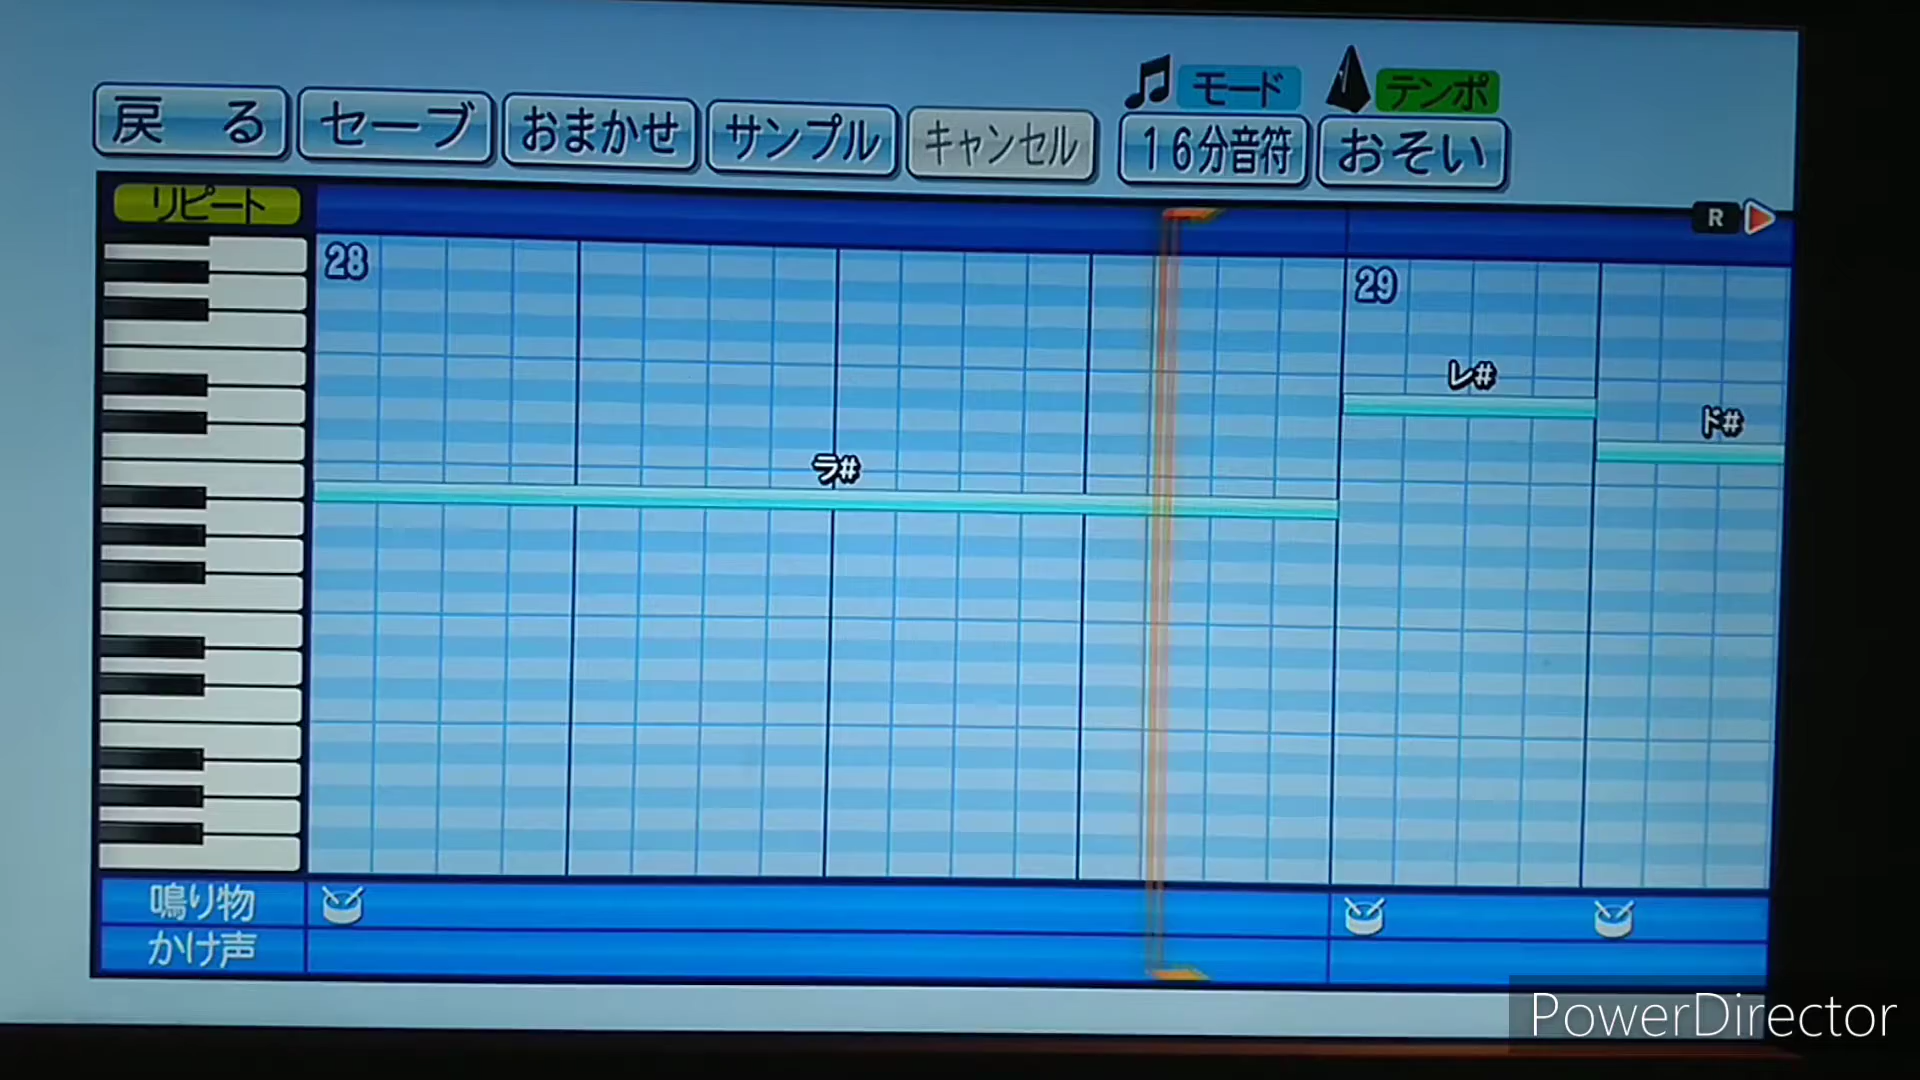 モード テンポ
戻る セーブ おまかせ サンプル キャンセル 16分音符 おそい
リピート
R
28 29
レ#
ド#
ラ#
鳴り物
かけ声
PowerDirector